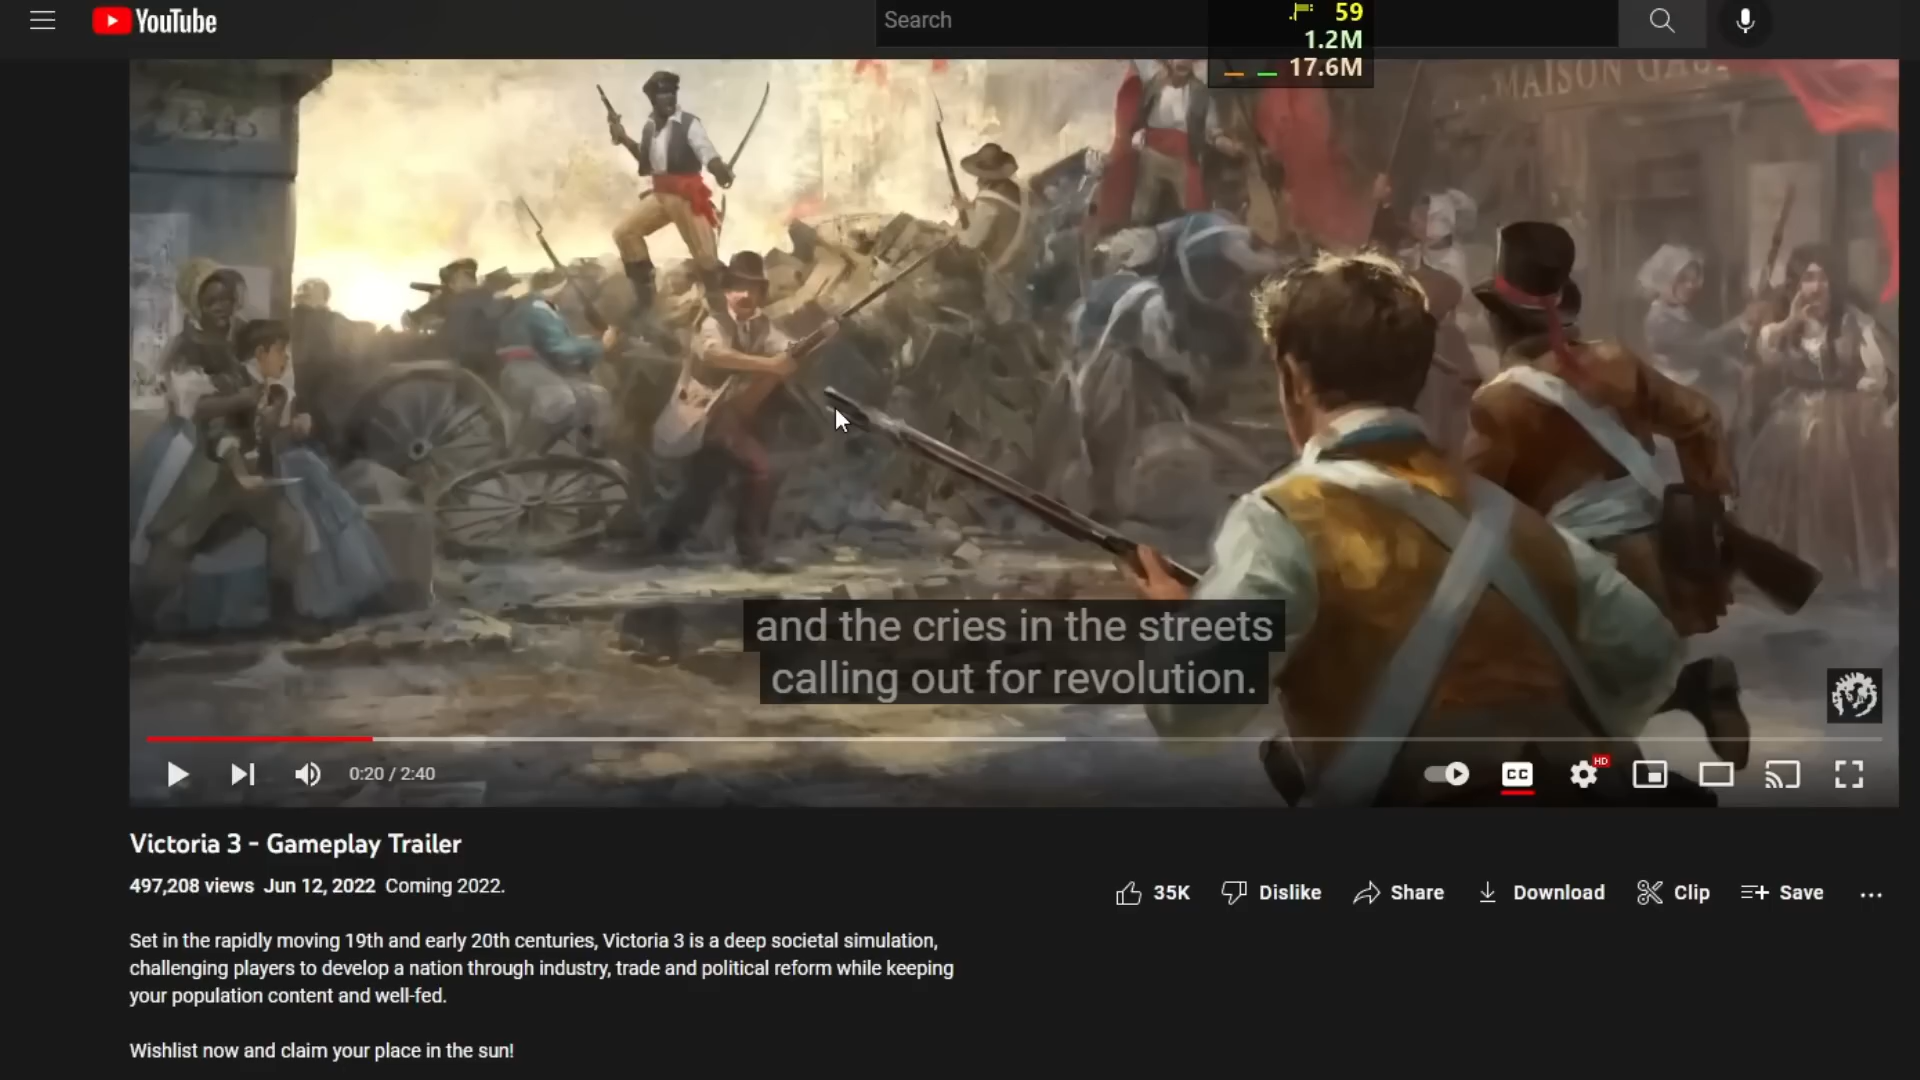 YouTube
Search
59
1.2M
17.6M
MAISON
and the cries in the streets
calling out for revolution.
0:20 / 2:40
CC
HD
Victoria 3 - Gameplay Trailer
497,208 views Jun 12, 2022 Coming 2022.
35K
Dislike
Share
Download
Clip
Save
...
Set in the rapidly moving 19th and early 20th centuries, Victoria 3 is a deep societal simulation,
challenging players to develop a nation through industry, trade and political reform while keeping
your population content and well-fed.
Wishlist now and claim your place in the sun!